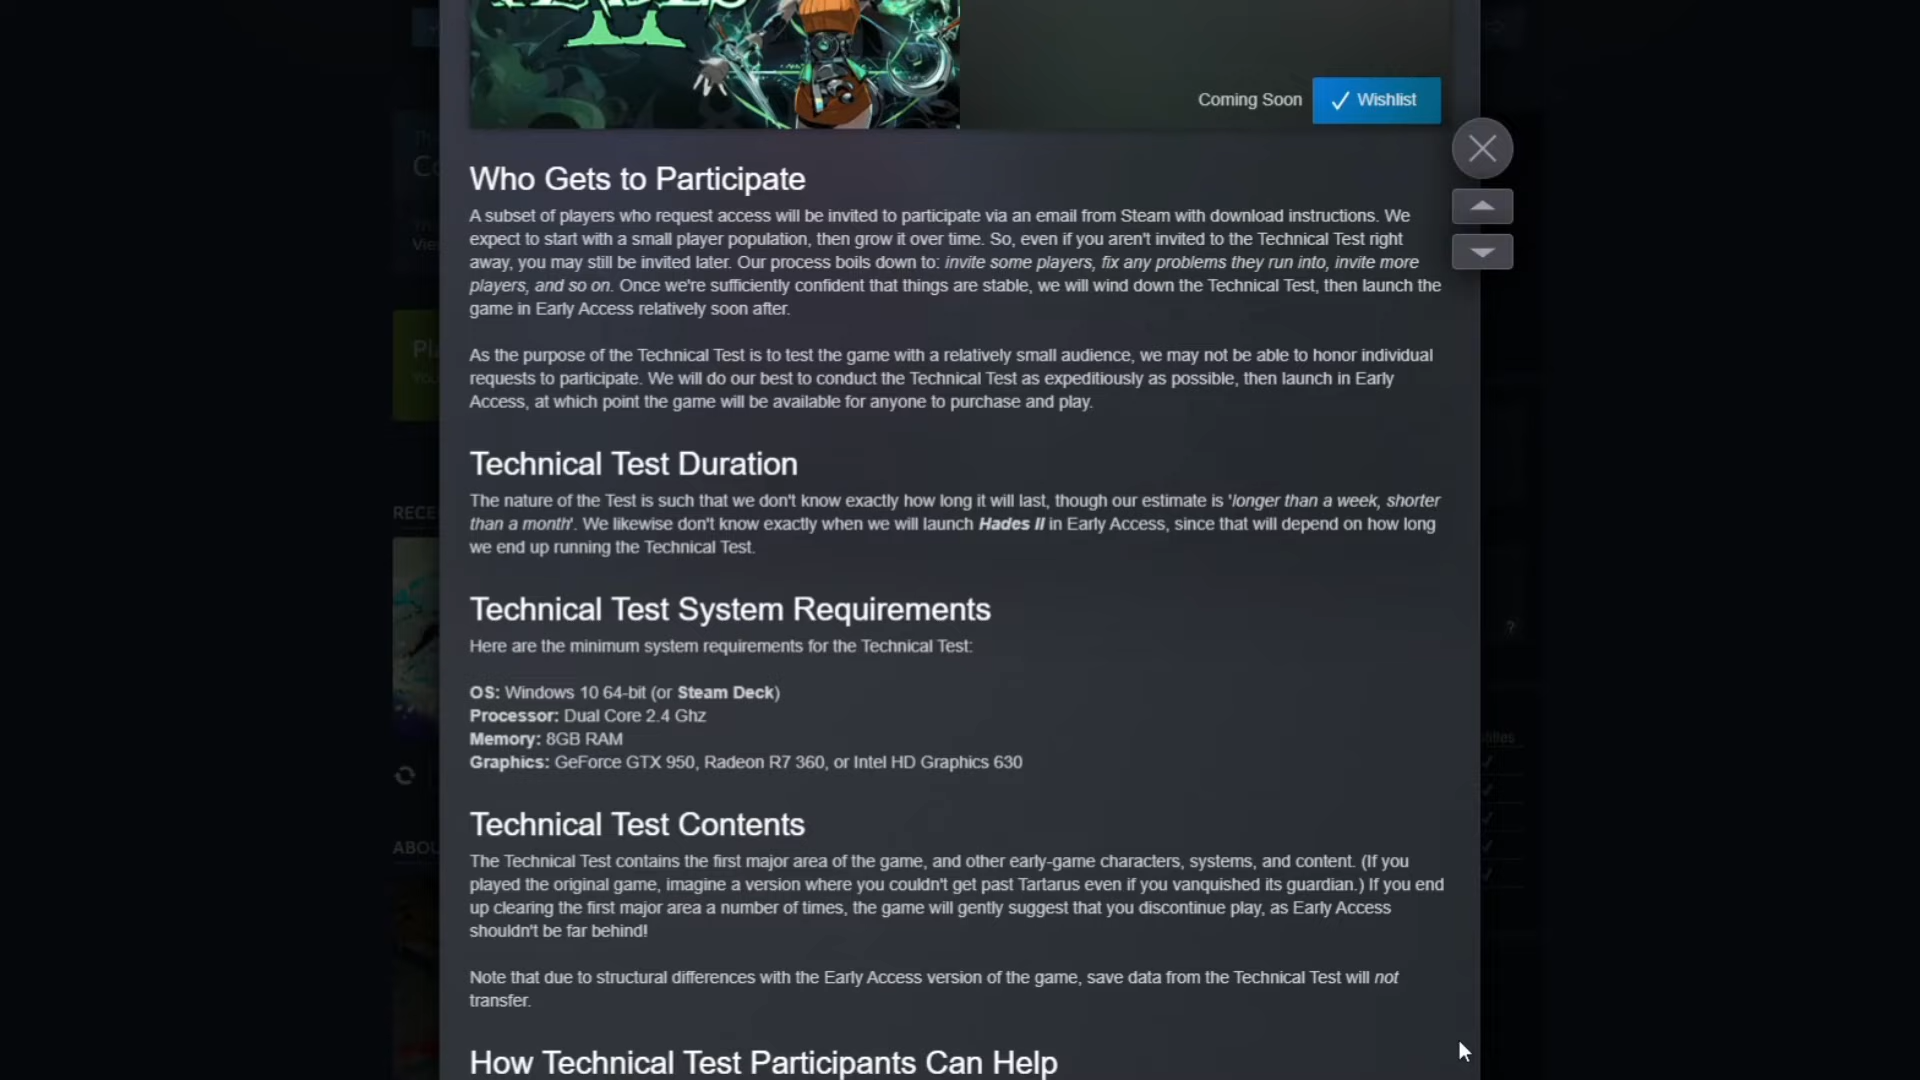 HADES
II
Coming Soon
Wishlist
Who Gets to Participate
A subset of players who request access will be invited to participate via an email from Steam with download instructions. We
expect to start with a small player population, then grow it over time. So, even if you aren't invited to the Technical Test right
away, you may still be invited later. Our process boils down to: invite some players, fix any problems they run into, invite more
players, and so on. Once we're sufficiently confident that things are stable, we will wind down the Technical Test, then launch the
game in Early Access relatively soon after.
As the purpose of the Technical Test is to test the game with a relatively small audience, we may not be able to honor individual
requests to participate. We will do our best to conduct the Technical Test as expeditiously as possible, then launch in Early
Access, at which point the game will be available for anyone to purchase and play.
Technical Test Duration
The nature of the Test is such that we don't know exactly how long it will last, though our estimate is 'longer than a week, shorter
than a month'. We likewise don't know exactly when we will launch Hades II in Early Access, since that will depend on how long
we end up running the Technical Test.
RECE
Technical Test System Requirements
Here are the minimum system requirements for the Technical Test:
?
OS: Windows 10 64-bit (or Steam Deck)
Processor: Dual Core 2.4 Ghz
Memory: 8GB RAM
Graphics: GeForce GTX 950, Radeon R7 360, or Intel HD Graphics 630
Technical Test Contents
ABOU
The Technical Test contains the first major area of the game, and other early-game characters, systems, and content. (If you
played the original game, imagine a version where you couldn't get past Tartarus even if you vanquished its guardian.) If you end
up clearing the first major area a number of times, the game will gently suggest that you discontinue play, as Early Access
shouldn't be far behind!
Note that due to structural differences with the Early Access version of the game, save data from the Technical Test will not
transfer.
How Technical Test Participants Can Help